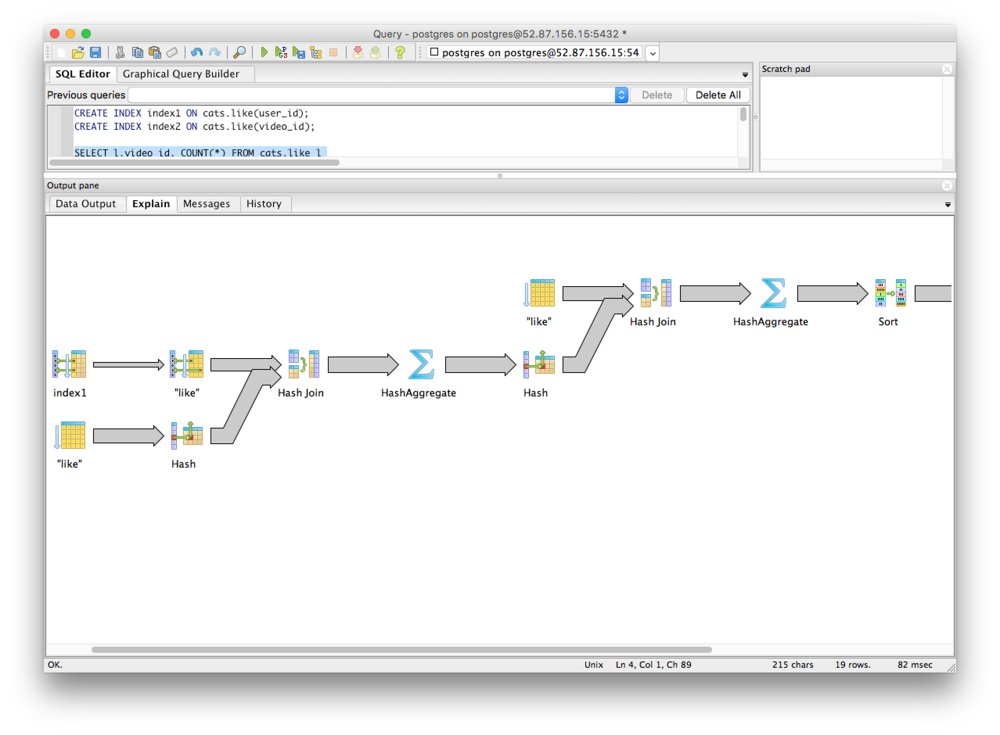 Query - postgres on postgres@52.87.156.15:5432 *
postgres on postgres@52.87.156.15:54
SQL Editor Graphical Query Builder
Scratch pad
Previous queries Delete Delete All
CREATE INDEX index1 ON cats.like(user_id);
CREATE INDEX index2 ON cats.like(video_id);
SELECT l.video_id, COUNT(*) FROM cats.like l
Output pane
Data Output Explain Messages History
"like" Hash Join HashAggregate Sort
index1 "like" Hash Join HashAggregate Hash
"like" Hash
OK. Unix Ln 4, Col 1, Ch 89 215 chars 19 rows. 82 msec